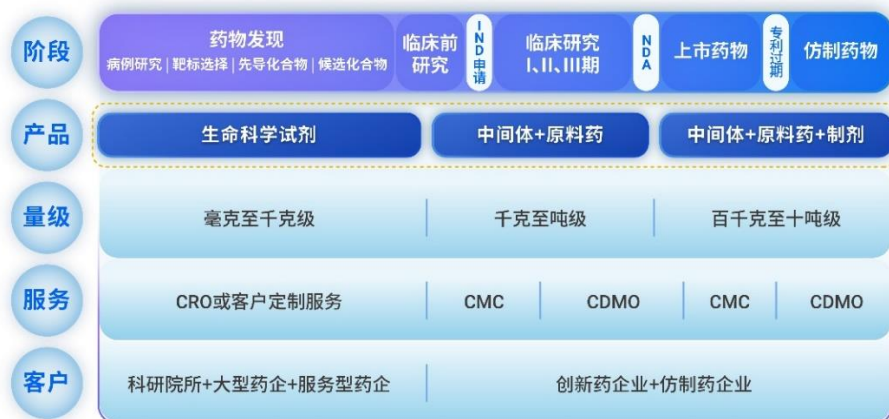 阶段
药物发现
病例研究 | 靶标选择 | 先导化合物 | 候选化合物
临床前
研究
IND申请
临床研究
I、II、III期
NDA
上市药物
专利过期
仿制药物
产品
生命科学试剂
中间体+原料药
中间体+原料药+制剂
量级
毫克至千克级
千克至吨级
百千克至十吨级
服务
CRO或客户定制服务
CMC
CDMO
CMC
CDMO
客户
科研院所+大型药企+服务型药企
创新药企业+仿制药企业